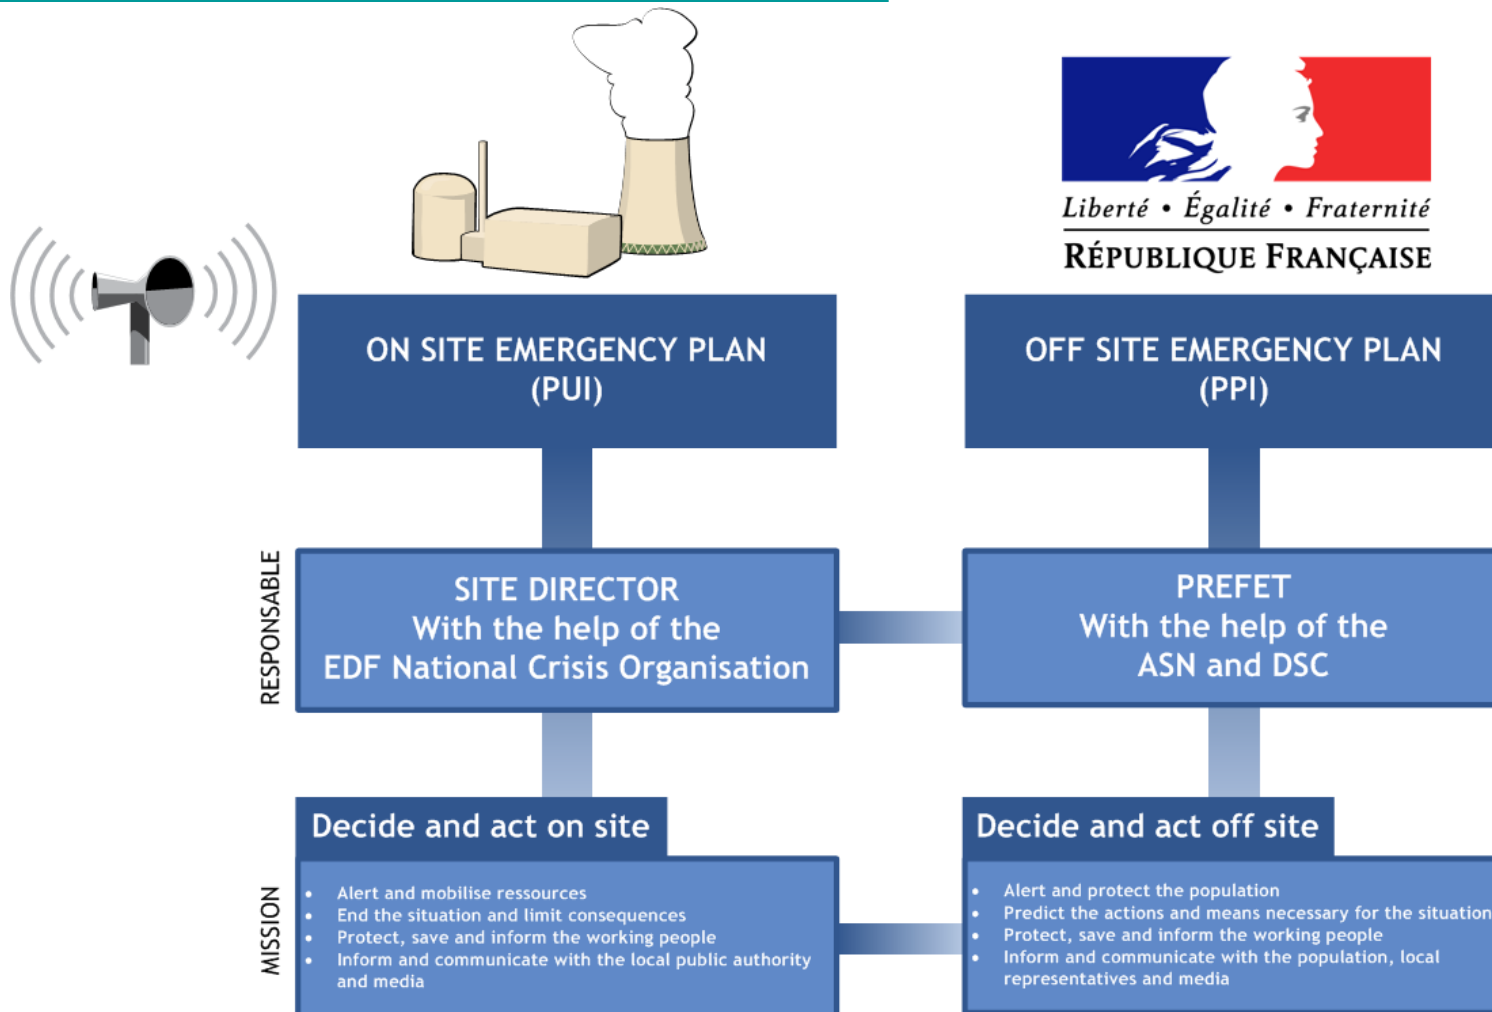 Liberté • Égalité • Fraternité
RÉPUBLIQUE FRANÇAISE
ON SITE EMERGENCY PLAN
(PUI)
OFF SITE EMERGENCY PLAN
(PPI)
RESPONSABLE
SITE DIRECTOR
With the help of the
EDF National Crisis Organisation
PREFET
With the help of the
ASN and DSC
MISSION
Decide and act on site
• Alert and mobilise ressources
• End the situation and limit consequences
• Protect, save and inform the working people
• Inform and communicate with the local public authority
and media
Decide and act off site
• Alert and protect the population
• Predict the actions and means necessary for the situation
• Protect, save and inform the working people
• Inform and communicate with the population, local
representatives and media